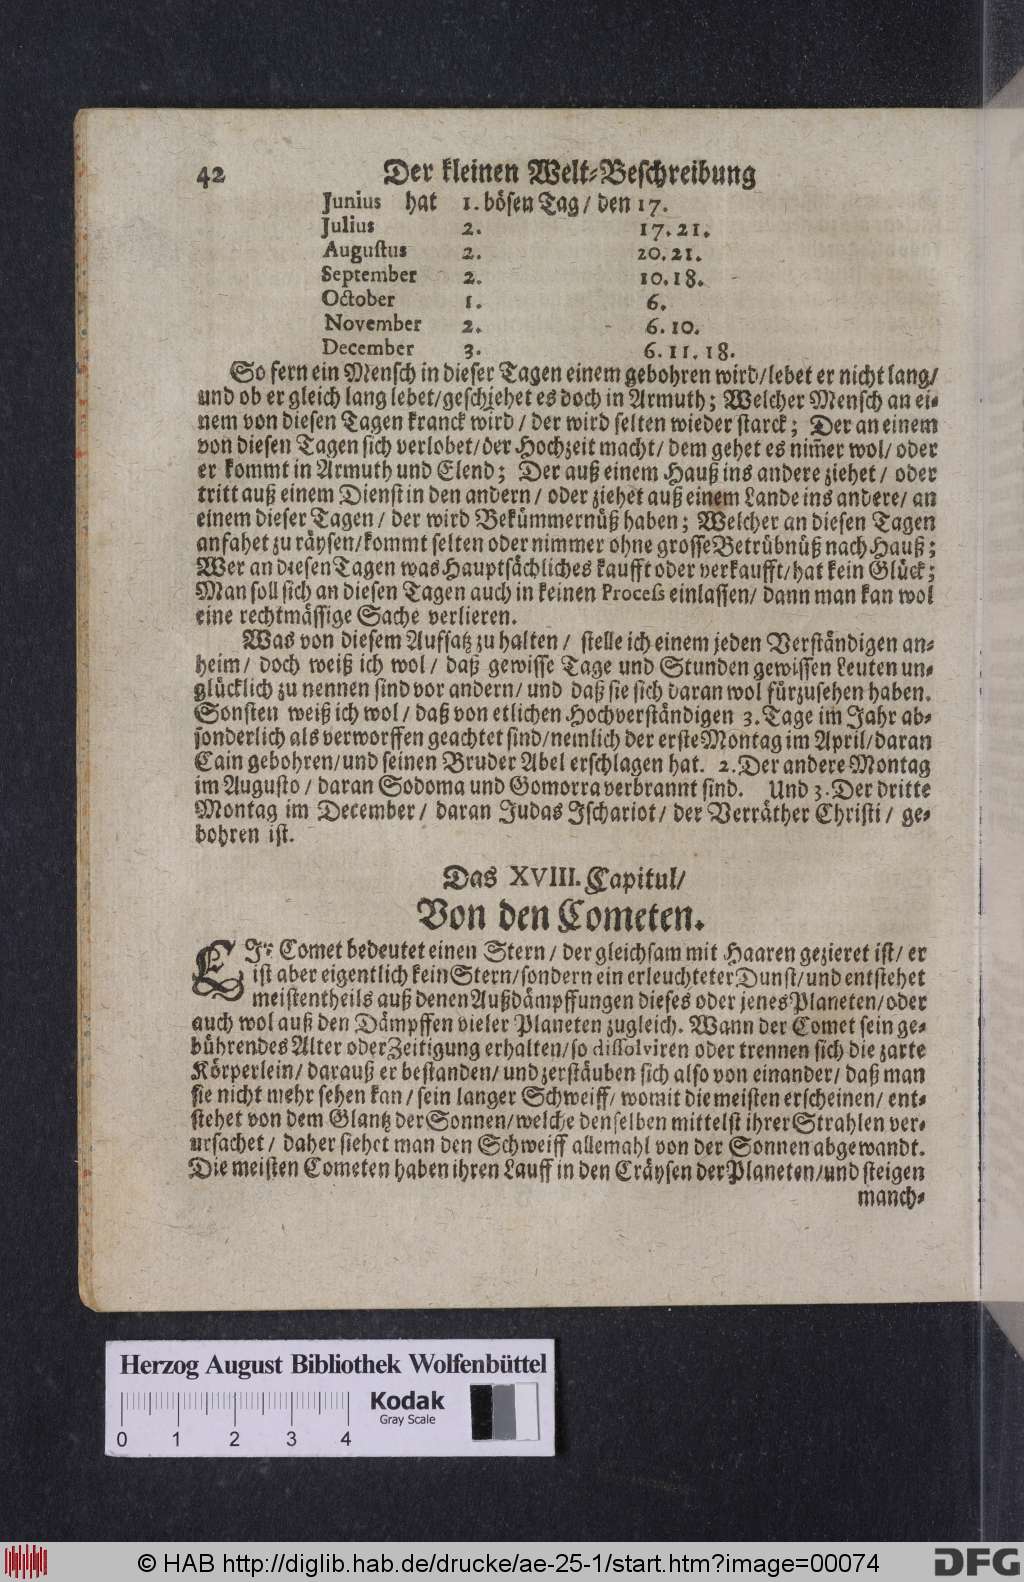 42 Der kleinen Welt-Beschreibung
Junius hat 1. bösen Tag / den 17.
Julius 2. 17. 21.
Augustus 2. 20. 21.
September 2. 10. 18.
October 1. 6.
November 2. 6. 10.
December 3. 6. 11. 18.
So fern ein Mensch in dieser Tagen einem gebohren wird / lebet er nicht lang /
und ob er gleich lang lebet / geschiehet es doch in Armuth; Welcher Mensch an ei-
nem von diesen Tagen kranck wird / der wird selten wieder starck; Der an einem
von diesen Tagen sich verlobet / oder Hochzeit macht / dem gehet es nim̃er wol / oder
er kommt in Armuth und Elend; Der auß einem Hauß ins andere ziehet / oder
tritt auß einem Dienst in den andern / oder ziehet auß einem Lande ins andere / an
einem dieser Tagen / der wird Bekümmernüß haben; Welcher an diesen Tagen
anfahet zu räysen / kommt selten oder nimmer ohne grosse Betrübnüß nach Hauß;
Wer an diesen Tagen was Hauptsächliches kaufft oder verkaufft / hat kein Glück;
Man soll sich an diesen Tagen auch in keinen Proceß einlassen / dann man kan wol
eine rechtmässige Sache verlieren.
Was von diesem Auffsatz zu halten / stelle ich einem jeden Verständigen an-
heim / doch weiß ich wol / daß gewisse Tage und Stunden gewissen Leuten un-
glücklich zu nennen sind vor andern / und daß sie sich daran wol fürzusehen haben.
Sonsten weiß ich wol / daß von etlichen Hochverständigen 3. Tage im Jahr ab-
sonderlich als verworffen geachtet sind / nemlich der erste Montag im April / daran
Cain gebohren / und seinen Bruder Abel erschlagen hat. 2. Der andere Montag
im Augusto / daran Sodoma und Gomorra verbrannt sind. Und 3. Der dritte
Montag im December / daran Judas Ischariot / der Verräther Christi / ge-
bohren ist.
Das XVIII. Capitul /
Von den Cometen.
EJn Comet bedeutet einen Stern / der gleichsam mit Haaren gezieret ist / er
ist aber eigentlich kein Stern / sondern ein erleuchteter Dunst / und entstehet
meistentheils auß denen Außdämpffungen dieses oder jenes Planeten / oder
auch wol auß den Dämpffen vieler Planeten zugleich. Wann der Comet sein ge-
bührendes Alter oder Zeitigung erhalten / so dissolviren oder trennen sich die zarte
Körperlein / darauß er bestanden / und zerstäuben sich also von einander / daß man
sie nicht mehr sehen kan / sein langer Schweiff / womit die meisten erscheinen / ent-
stehet von dem Glantz der Sonnen / welche denselben mittelst ihrer Strahlen ver-
ursachet / daher siehet man den Schweiff allemahl von der Sonnen abgewandt.
Die meisten Cometen haben ihren Lauff in den Cräysen der Planeten / und steigen
manch-
Herzog August Bibliothek Wolfenbüttel
Kodak
Gray Scale
0 1 2 3 4
© HAB http://diglib.hab.de/drucke/ae-25-1/start.htm?image=00074
DFG